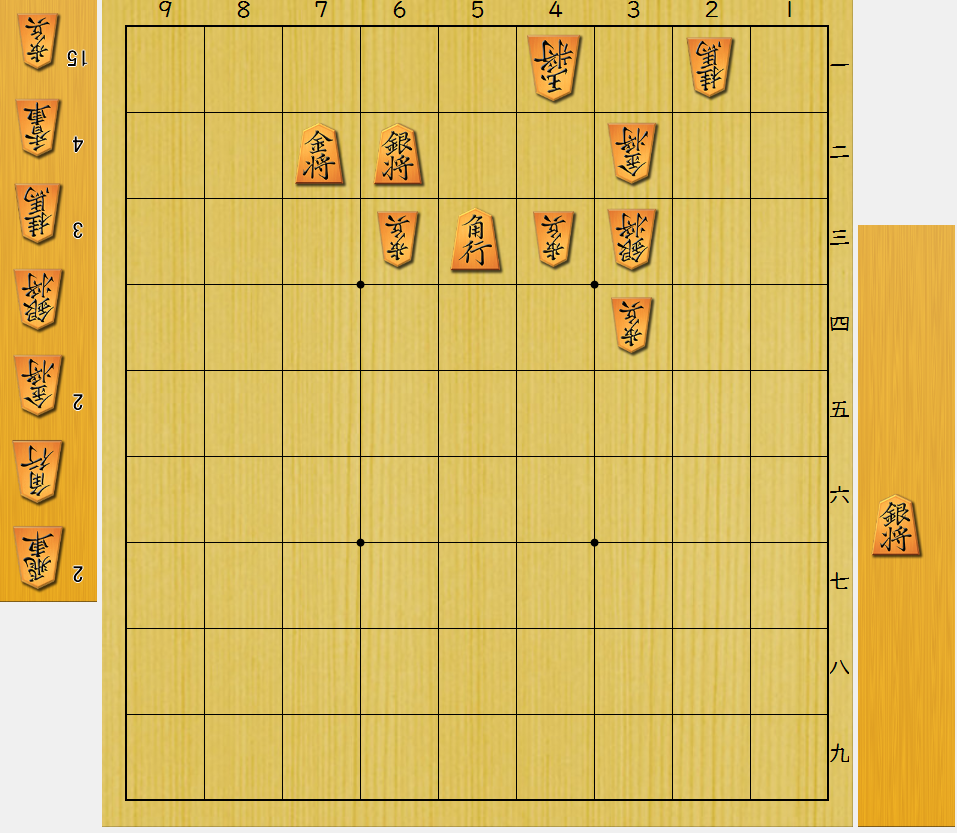 9 8 7 6 5 4 3 2 1
歩兵 15
香車 4
桂馬 3
銀将
金将 2
角行
飛車 2
玉将 桂馬 一
金将 銀将 金将 二
歩兵 角行 歩兵 銀将 三
歩兵 四
五
六
七
八
九
銀将